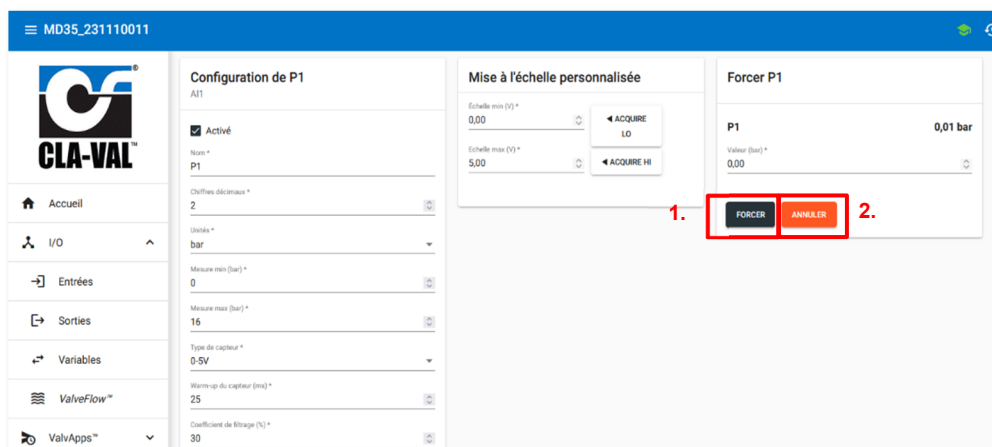 MD35_231110011
CLA-VAL™
Accueil
I/O
Entrées
Sorties
Variables
ValveFlow™
ValvApps™
Configuration de P1
AI1
Activé
Nom *
P1
Chiffres décimaux *
2
Unités *
bar
Mesure min (bar) *
0
Mesure max (bar) *
16
Type de capteur *
0-5V
Warm-up du capteur (ms) *
25
Coefficient de filtrage (%) *
30
Mise à l'échelle personnalisée
Échelle min (V) *
0,00
ACQUIRE
LO
Échelle max (V) *
5,00
ACQUIRE HI
Forcer P1
P1 0,01 bar
Valeur (bar) *
0,00
1. FORCER ANNULER 2.